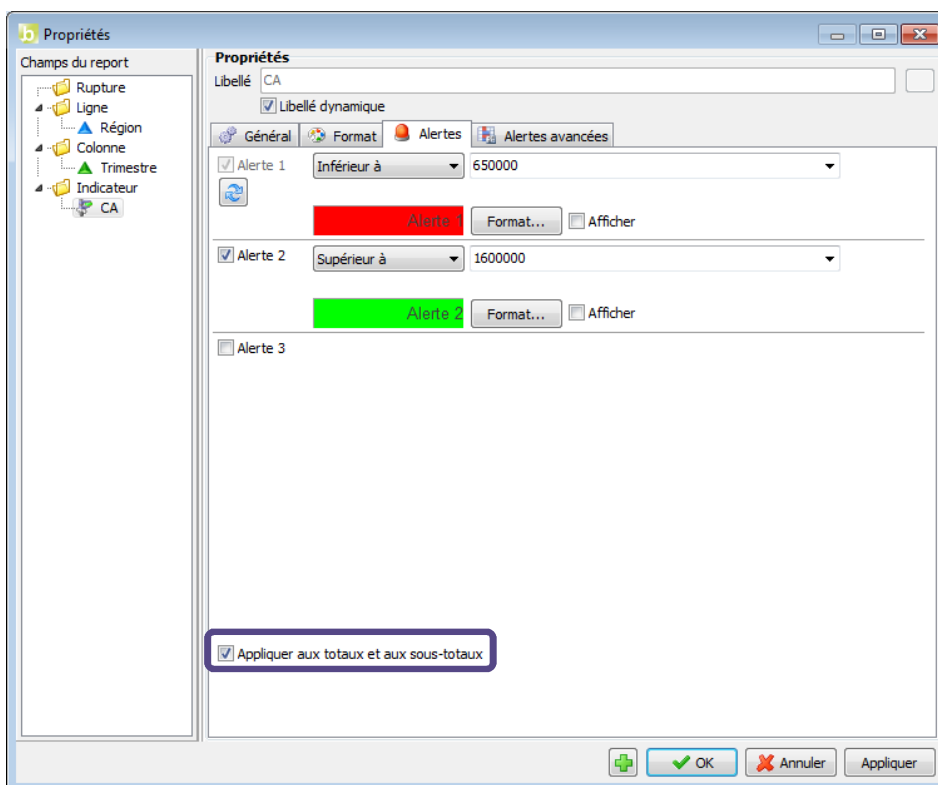 Propriétés
Champs du report
Rupture
Ligne
Région
Colonne
Trimestre
Indicateur
CA
Propriétés
Libellé CA
Libellé dynamique
Général Format Alertes Alertes avancées
Alerte 1 Inférieur à 650000
Alerte 1 Format... Afficher
Alerte 2 Supérieur à 1600000
Alerte 2 Format... Afficher
Alerte 3
Appliquer aux totaux et aux sous-totaux
OK Annuler Appliquer